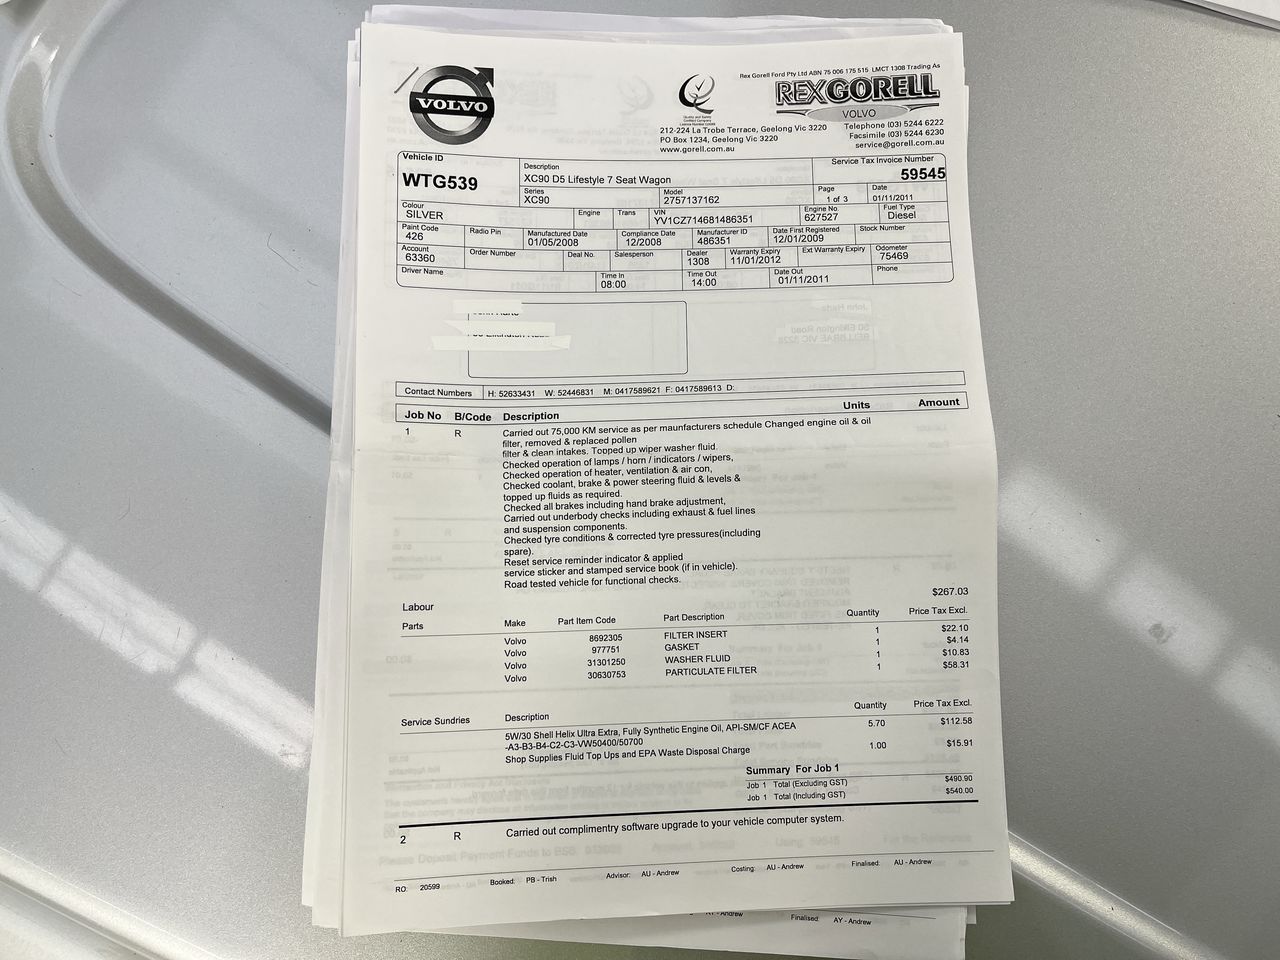 Rex Gorell Ford Pty Ltd ABN 75 006 175 515 LMCT 1308 Trading As
VOLVO
REX GORELL
VOLVO
Quality and Safety
Certified Company
212-224 La Trobe Terrace, Geelong Vic 3220
PO Box 1234, Geelong Vic 3220
www.gorell.com.au
Telephone (03) 5244 6222
Facsimile (03) 5244 6230
service@gorell.com.au
Vehicle ID
WTG539
Description
XC90 D5 Lifestyle 7 Seat Wagon
Service Tax Invoice Number
59545
Series
XC90
Model
2757137162
Page
1 of 3
Date
01/11/2011
Colour
SILVER
Engine
Trans
VIN
YV1CZ714681486351
Engine No.
627527
Fuel Type
Diesel
Paint Code
426
Radio Pin
Manufactured Date
01/05/2008
Compliance Date
12/2008
Manufacturer ID
486351
Date First Registered
12/01/2009
Stock Number
Account
63360
Order Number
Deal No.
Salesperson
Dealer
1308
Warranty Expiry
11/01/2012
Ext Warranty Expiry
Odometer
75469
Driver Name
Time In
08:00
Time Out
14:00
Date Out
01/11/2011
Phone
Contact Numbers H: 52633431 W: 52446831 M: 0417589621 F: 0417589613 D:
Job No B/Code Description Units Amount
1 R Carried out 75,000 KM service as per maunfacturers schedule Changed engine oil & oil
filter, removed & replaced pollen
filter & clean intakes. Topped up wiper washer fluid.
Checked operation of lamps / horn / indicators / wipers,
Checked operation of heater, ventilation & air con,
Checked coolant, brake & power steering fluid & levels &
topped up fluids as required.
Checked all brakes including hand brake adjustment,
Carried out underbody checks including exhaust & fuel lines
and suspension components.
Checked tyre conditions & corrected tyre pressures(including
spare).
Reset service reminder indicator & applied
service sticker and stamped service book (if in vehicle).
Road tested vehicle for functional checks.
Labour $267.03
Parts Make Part Item Code Part Description Quantity Price Tax Excl.
Volvo 8692305 FILTER INSERT 1 $22.10
Volvo 977751 GASKET 1 $4.14
Volvo 31301250 WASHER FLUID 1 $10.83
Volvo 30630753 PARTICULATE FILTER 1 $58.31
Service Sundries Description Quantity Price Tax Excl.
5W/30 Shell Helix Ultra Extra, Fully Synthetic Engine Oil, API-SM/CF ACEA 5.70 $112.58
-A3-B3-B4-C2-C3-VW50400/50700
Shop Supplies Fluid Top Ups and EPA Waste Disposal Charge 1.00 $15.91
Summary For Job 1
Job 1 Total (Excluding GST) $490.90
Job 1 Total (Including GST) $540.00
2 R Carried out complimentry software upgrade to your vehicle computer system.
RO: 20599 Booked: PB - Trish Advisor: AU - Andrew Costing: AU - Andrew Finalised: AU - Andrew
Finalised: AY - Andrew